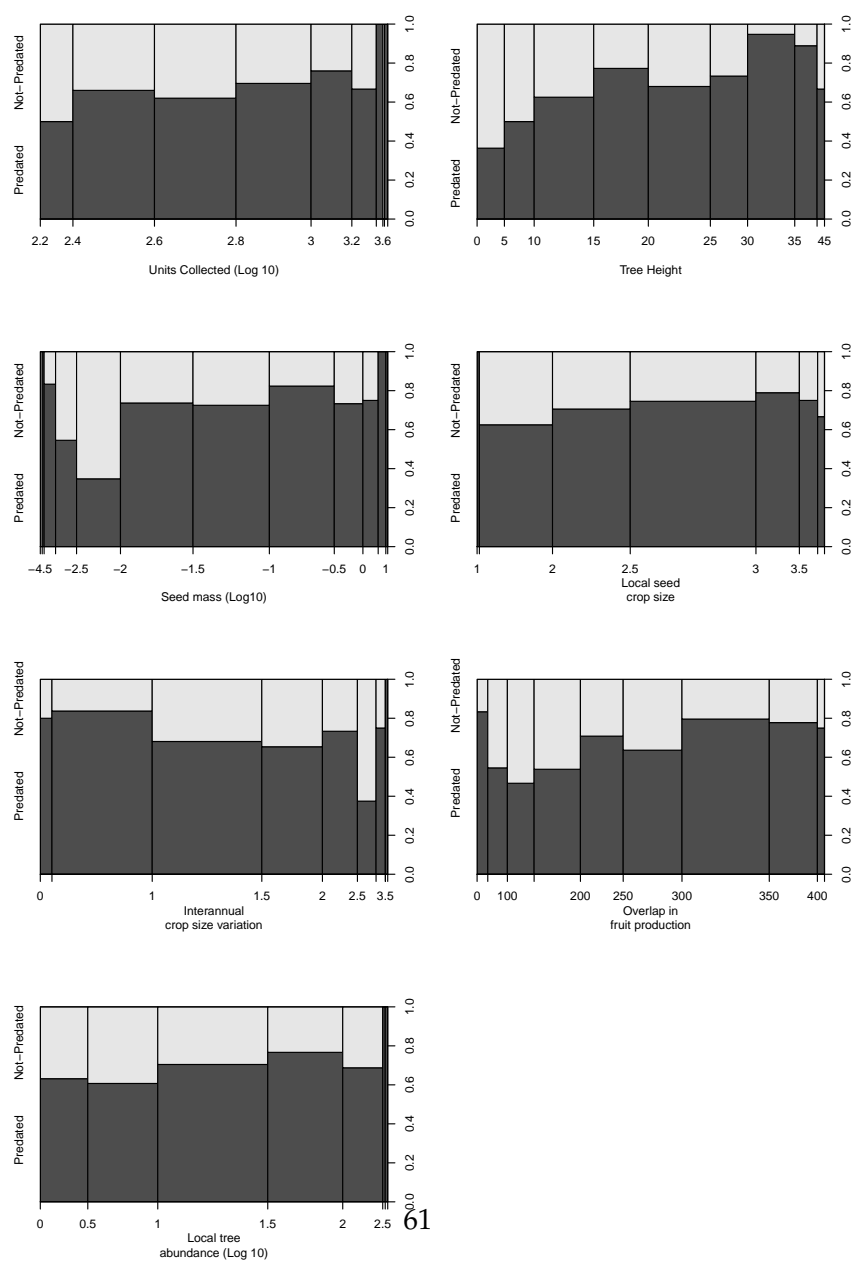 Predated Not−Predated
0.0 0.2 0.4 0.6 0.8 1.0
2.2 2.4 2.6 2.8 3 3.2 3.6
Units Collected (Log 10)
Predated Not−Predated
0.0 0.2 0.4 0.6 0.8 1.0
0 5 10 15 20 25 30 35 45
Tree Height
Predated Not−Predated
0.0 0.2 0.4 0.6 0.8 1.0
−4.5 −2.5 −2 −1.5 −1 −0.5 0 1
Seed mass (Log10)
Predated Not−Predated
0.0 0.2 0.4 0.6 0.8 1.0
1 2 2.5 3 3.5
Local seed
crop size
Predated Not−Predated
0.0 0.2 0.4 0.6 0.8 1.0
0 1 1.5 2 2.5 3.5
Interannual
crop size variation
Predated Not−Predated
0.0 0.2 0.4 0.6 0.8 1.0
0 100 200 250 300 350 400
Overlap in
fruit production
Predated Not−Predated
0.0 0.2 0.4 0.6 0.8 1.0
0 0.5 1 1.5 2 2.5
Local tree
abundance (Log 10)
61